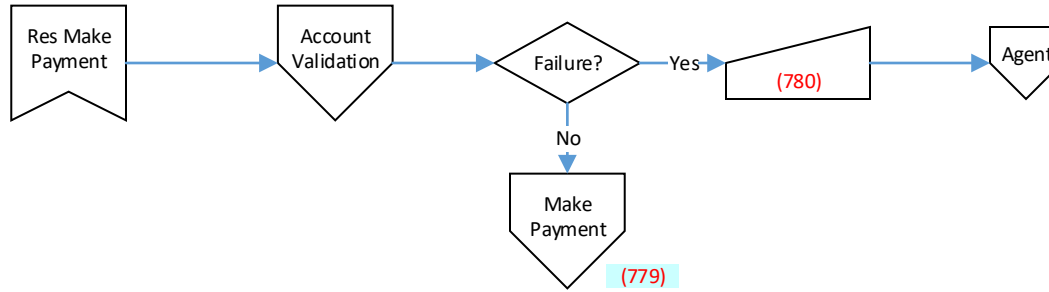 Res Make
Payment
Account
Validation
Failure?
Yes
(780)
Agent
No
Make
Payment
(779)